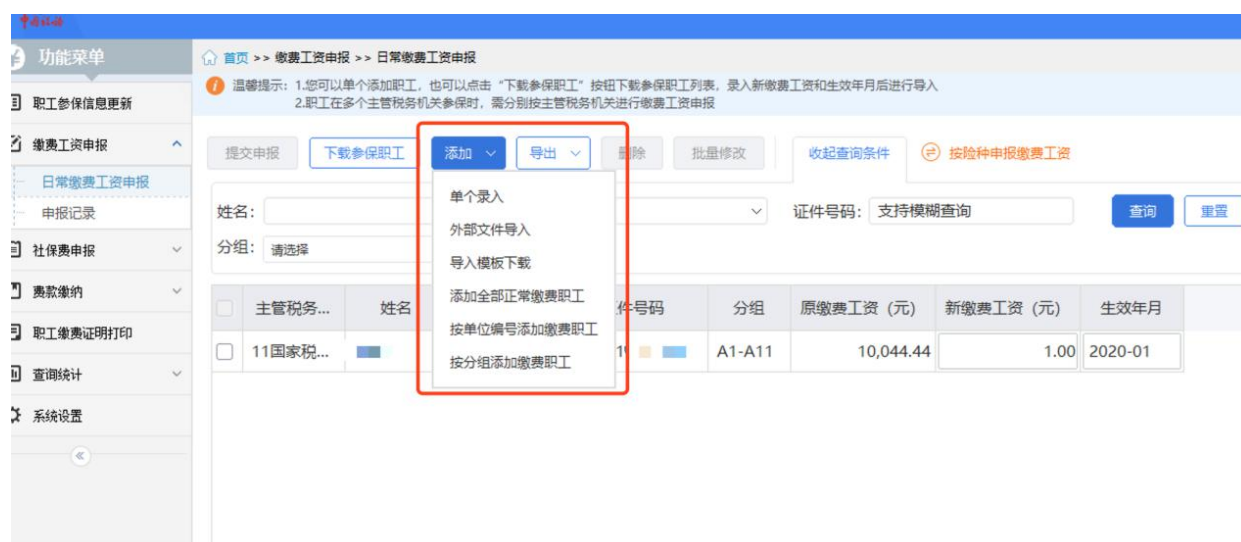 功能菜单
首页 >> 缴费工资申报 >> 日常缴费工资申报
温馨提示：1.您可以单个添加职工，也可以点击“下载参保职工”按钮下载参保职工列表，录入新缴费工资和生效年月后进行导入
2.职工在多个主管税务机关参保时，需分别按主管税务机关进行缴费工资申报
职工参保信息更新
缴费工资申报
日常缴费工资申报
申报记录
社保费申报
费款缴纳
职工缴费证明打印
查询统计
系统设置
提交申报 下载参保职工 添加 导出 删除 批量修改 收起查询条件 按险种申报缴费工资
单个录入
外部文件导入
导入模板下载
添加全部正常缴费职工
按单位编号添加缴费职工
按分组添加缴费职工
姓名： 证件号码： 支持模糊查询 查询 重置
分组： 请选择
主管税务... 姓名 件号码 分组 原缴费工资（元） 新缴费工资（元） 生效年月
11国家税... A1-A11 10,044.44 1.00 2020-01